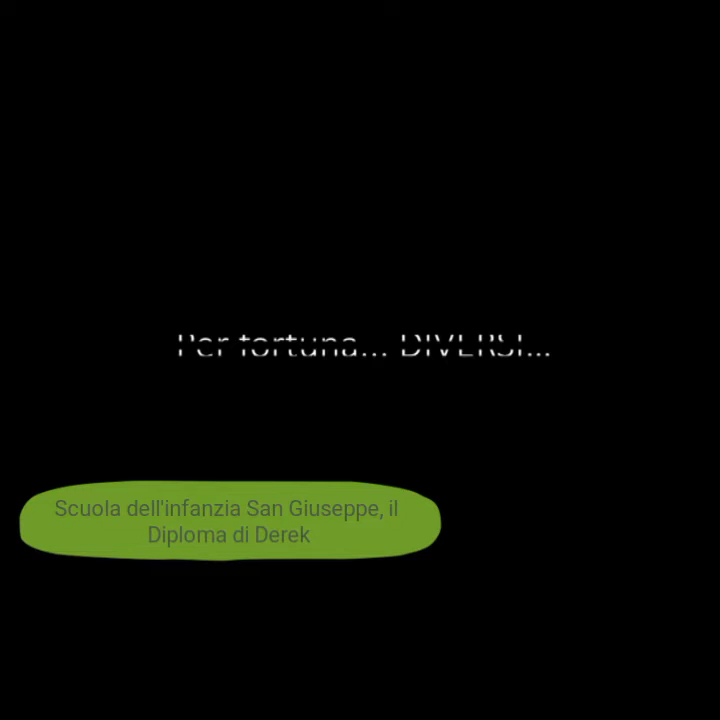 Per fortuna... DIVERSI...
Scuola dell'infanzia San Giuseppe, il
Diploma di Derek